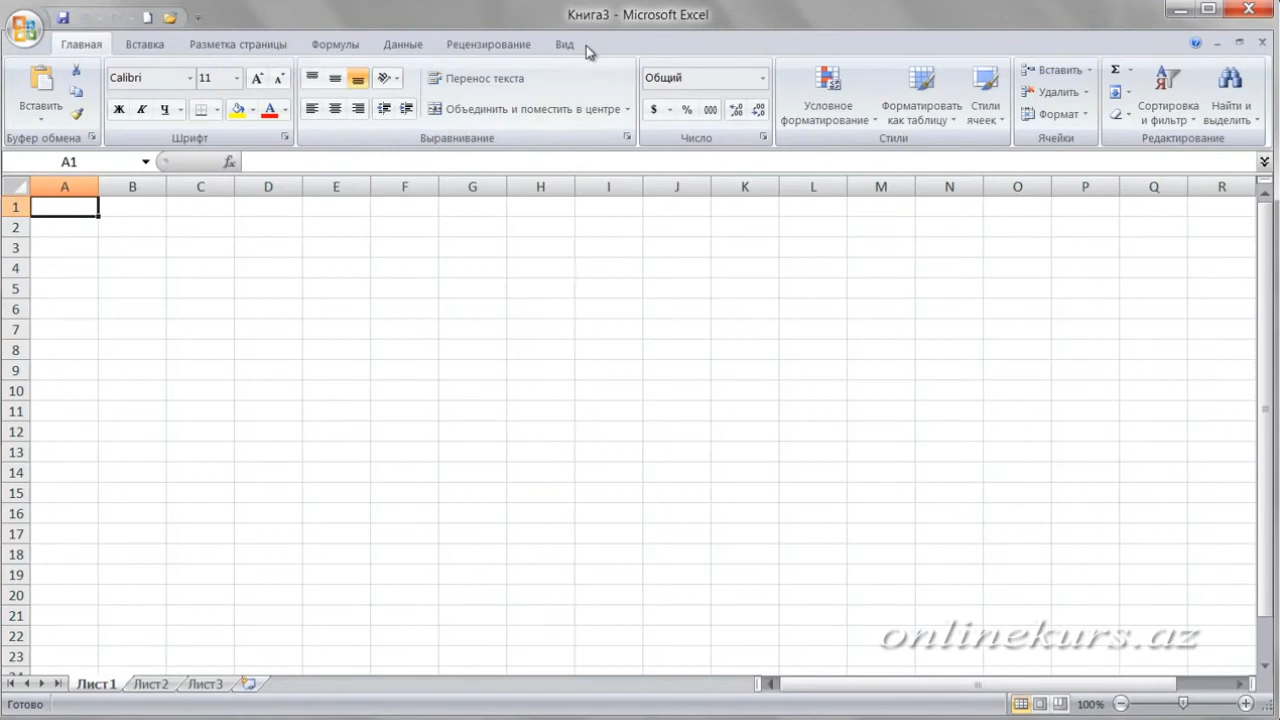 Книга3 - Microsoft Excel
Главная Вставка Разметка страницы Формулы Данные Рецензирование Вид
Calibri 11 Перенос текста Общий Вставить
Вставить Ж К Ч Объединить и поместить в центре $ % 000 Условное форматирование Форматировать как таблицу Стили ячеек Удалить Формат Σ Сортировка и фильтр Найти и выделить
Буфер обмена Шрифт Выравнивание Число Стили Ячейки Редактирование
A1 fx
A B C D E F G H I J K L M N O P Q R
1
2
3
4
5
6
7
8
9
10
11
12
13
14
15
16
17
18
19
20
21
22
23
onlinekurs.az
Лист1 Лист2 Лист3
Готово 100%